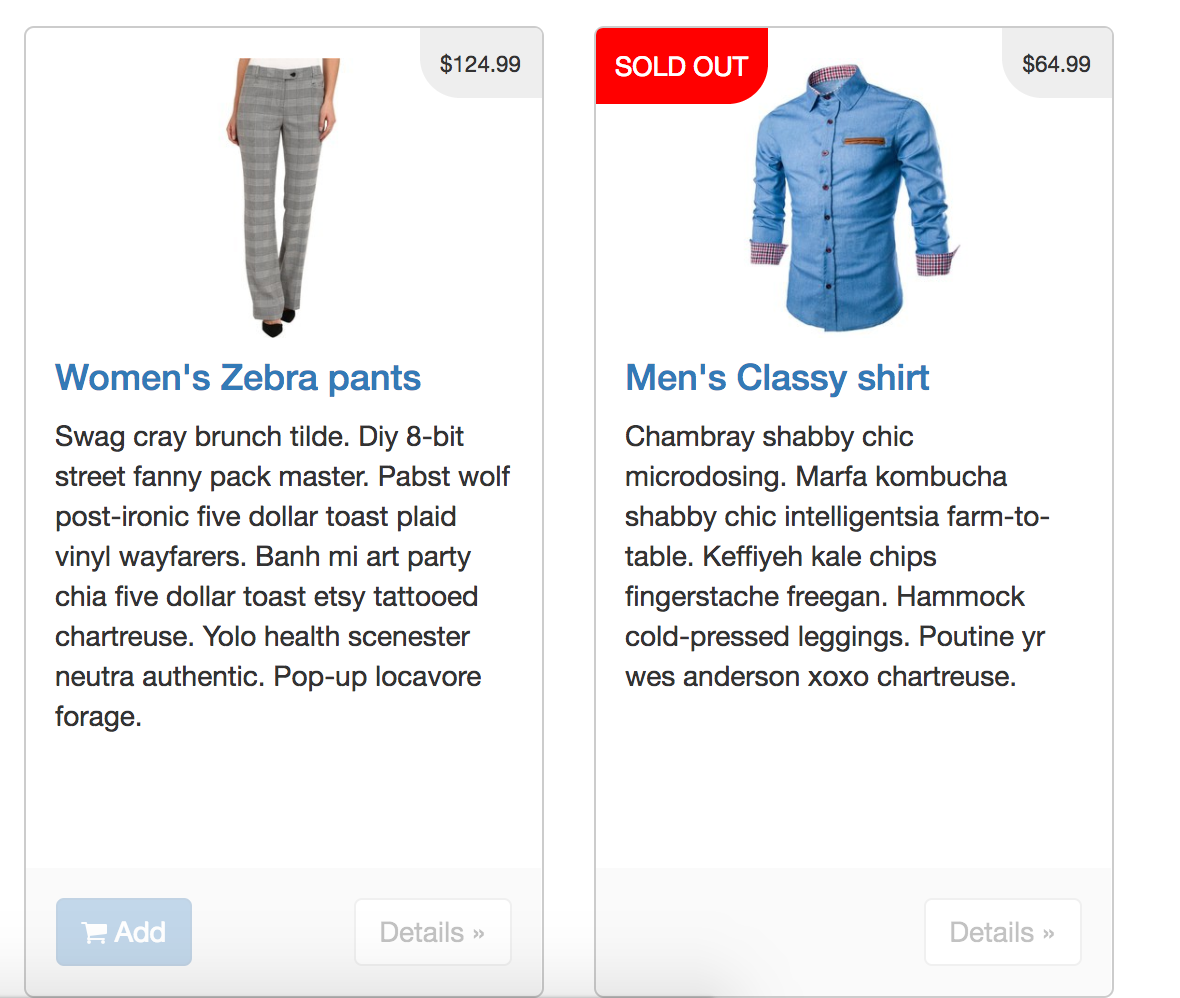 $124.99
Women's Zebra pants
Swag cray brunch tilde. Diy 8-bit
street fanny pack master. Pabst wolf
post-ironic five dollar toast plaid
vinyl wayfarers. Banh mi art party
chia five dollar toast etsy tattooed
chartreuse. Yolo health scenester
neutra authentic. Pop-up locavore
forage.
Add
Details »
SOLD OUT
$64.99
Men's Classy shirt
Chambray shabby chic
microdosing. Marfa kombucha
shabby chic intelligentsia farm-to-
table. Keffiyeh kale chips
fingerstache freegan. Hammock
cold-pressed leggings. Poutine yr
wes anderson xoxo chartreuse.
Details »